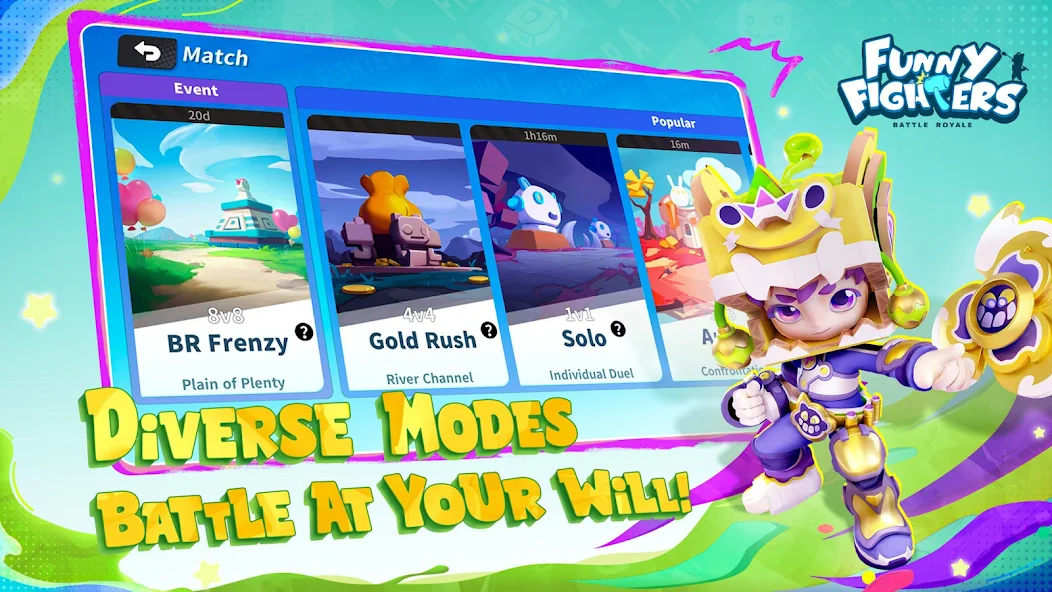 Match
Event
Popular
20d
1h16m
16m
8v8
BR Frenzy
?
Plain of Plenty
4v4
Gold Rush
?
River Channel
1v1
Solo
?
Individual Duel
FUNNY
FIGHTERS
BATTLE ROYALE
DiVERSE MODES
BATTLE AT YOUR WiLL!